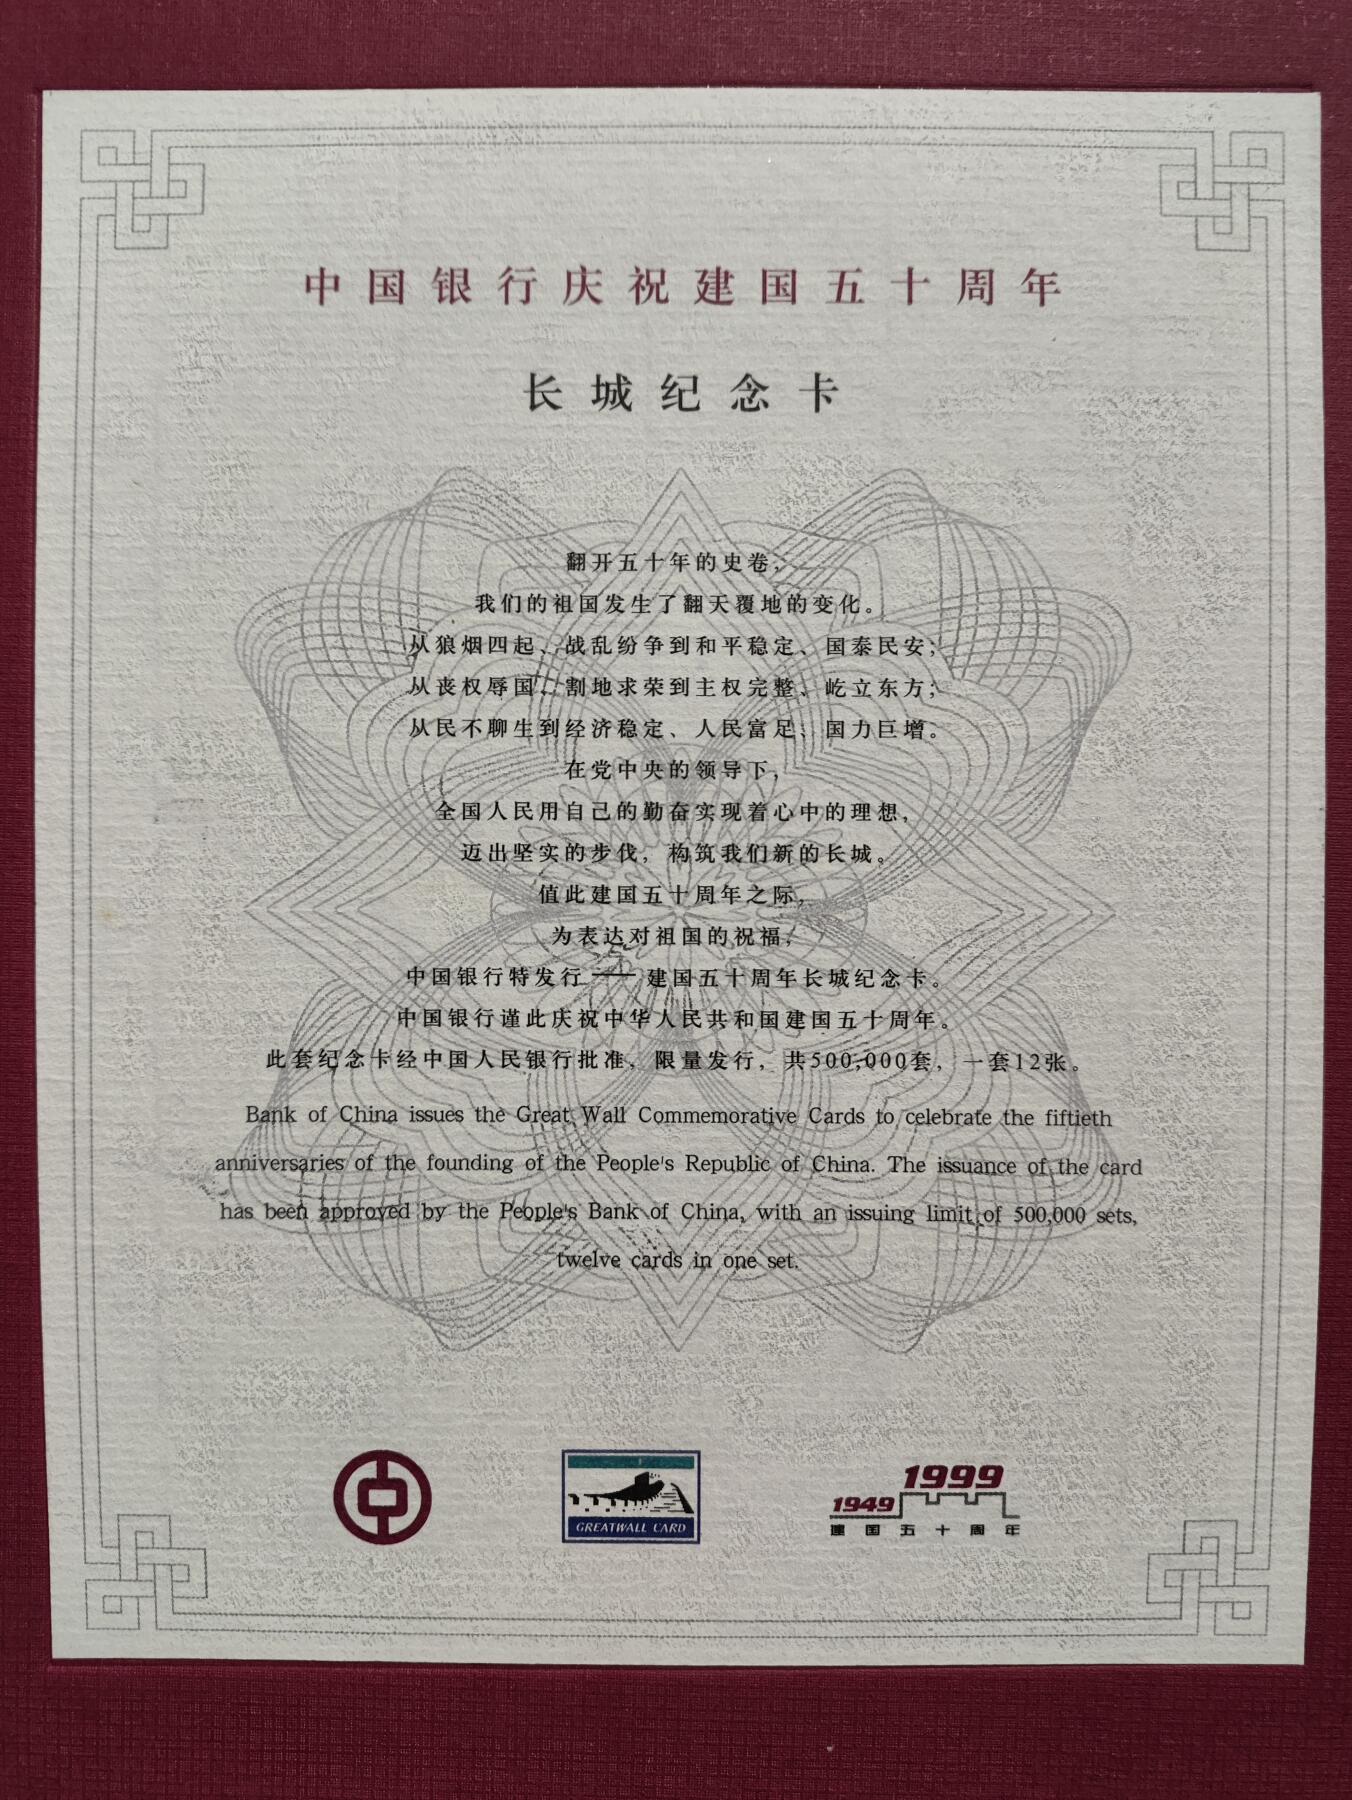 中国银行庆祝建国五十周年
长城纪念卡
翻开五十年的史卷,
我们的祖国发生了翻天覆地的变化。
从狼烟四起、战乱纷争到和平稳定、国泰民安;
从丧权辱国、割地求荣到主权完整、屹立东方;
从民不聊生到经济稳定、人民富足、国力巨增。
在党中央的领导下,
全国人民用自己的勤奋实现着心中的理想,
迈出坚实的步伐, 构筑我们新的长城。
值此建国五十周年之际,
为表达对祖国的祝福,
中国银行特发行——建国五十周年长城纪念卡。
中国银行谨此庆祝中华人民共和国建国五十周年。
此套纪念卡经中国人民银行批准, 限量发行, 共500,000套, 一套12张。
Bank of China issues the Great Wall Commemorative Cards to celebrate the fiftieth
anniversaries of the founding of the People's Republic of China. The issuance of the card
has been approved by the People's Bank of China, with an issuing limit of 500,000 sets,
twelve cards in one set.
GREATWALL CARD
1949 1999
建国五十周年